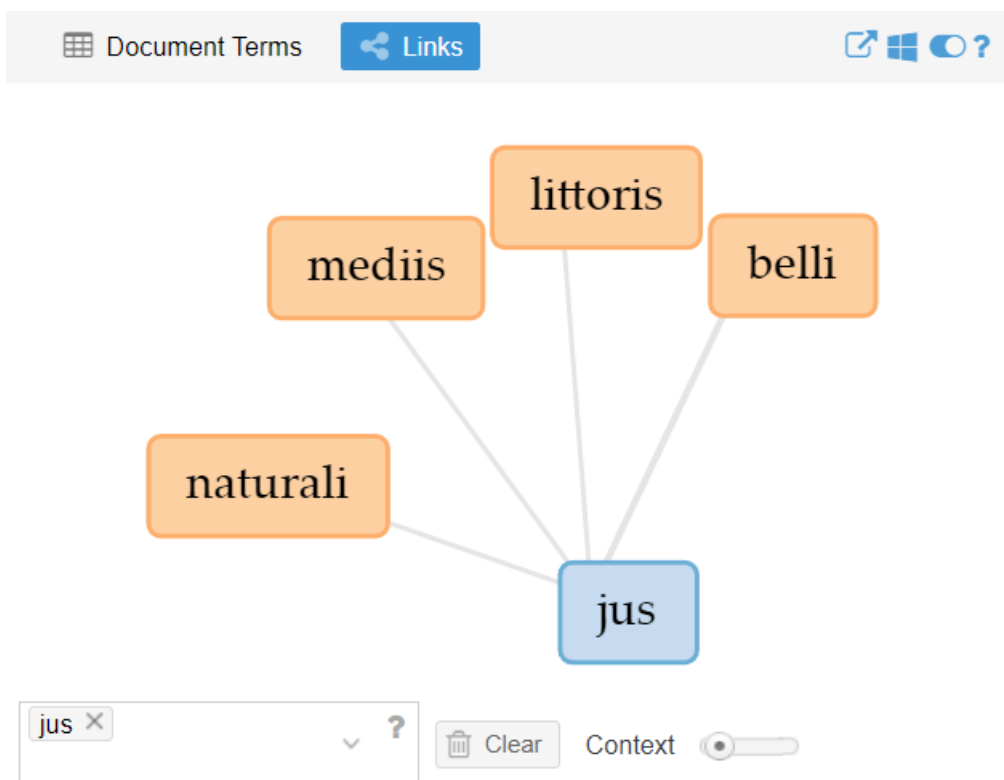 Document Terms Links ?
littoris
mediis belli
naturali
jus
jus ?
Clear Context